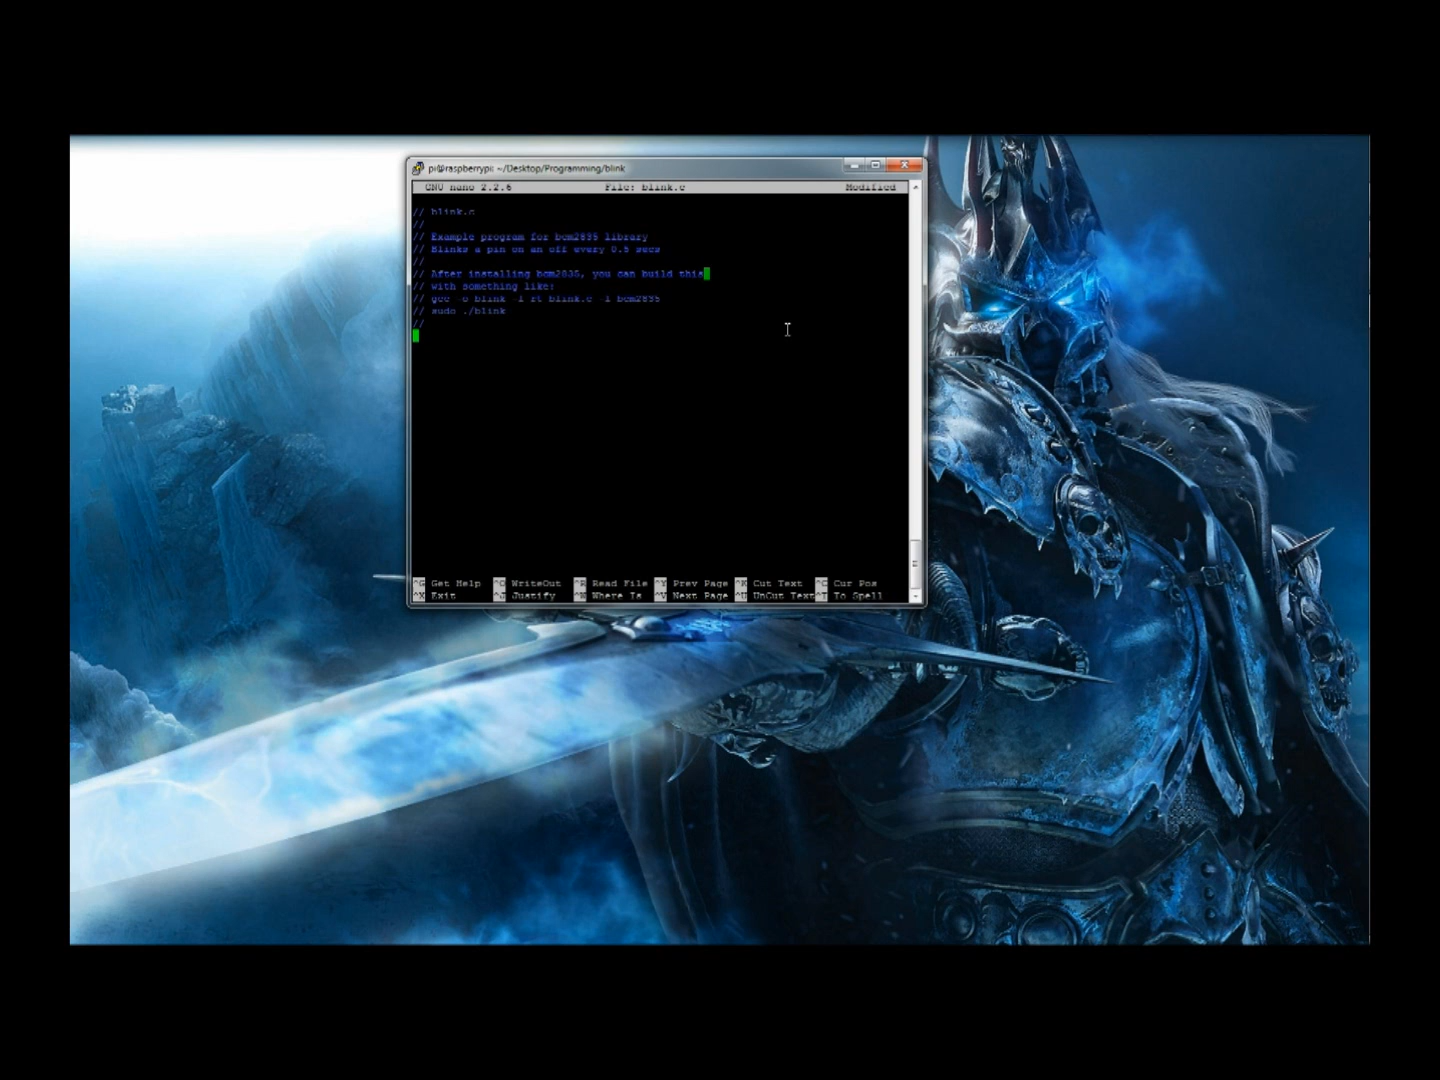 pi@raspberrypi: ~/Desktop/Programming/blink
GNU nano 2.2.6 File: blink.c Modified
// blink.c
//
// Example program for bcm2835 library
// Blinks a pin on an off every 0.5 secs
//
// After installing bcm2835, you can build this
// with something like:
// gcc -o blink -l rt blink.c -l bcm2835
// sudo ./blink
//
^G Get Help ^O WriteOut ^R Read File ^Y Prev Page ^K Cut Text ^C Cur Pos
^X Exit ^J Justify ^W Where Is ^V Next Page ^U UnCut Text ^T To Spell